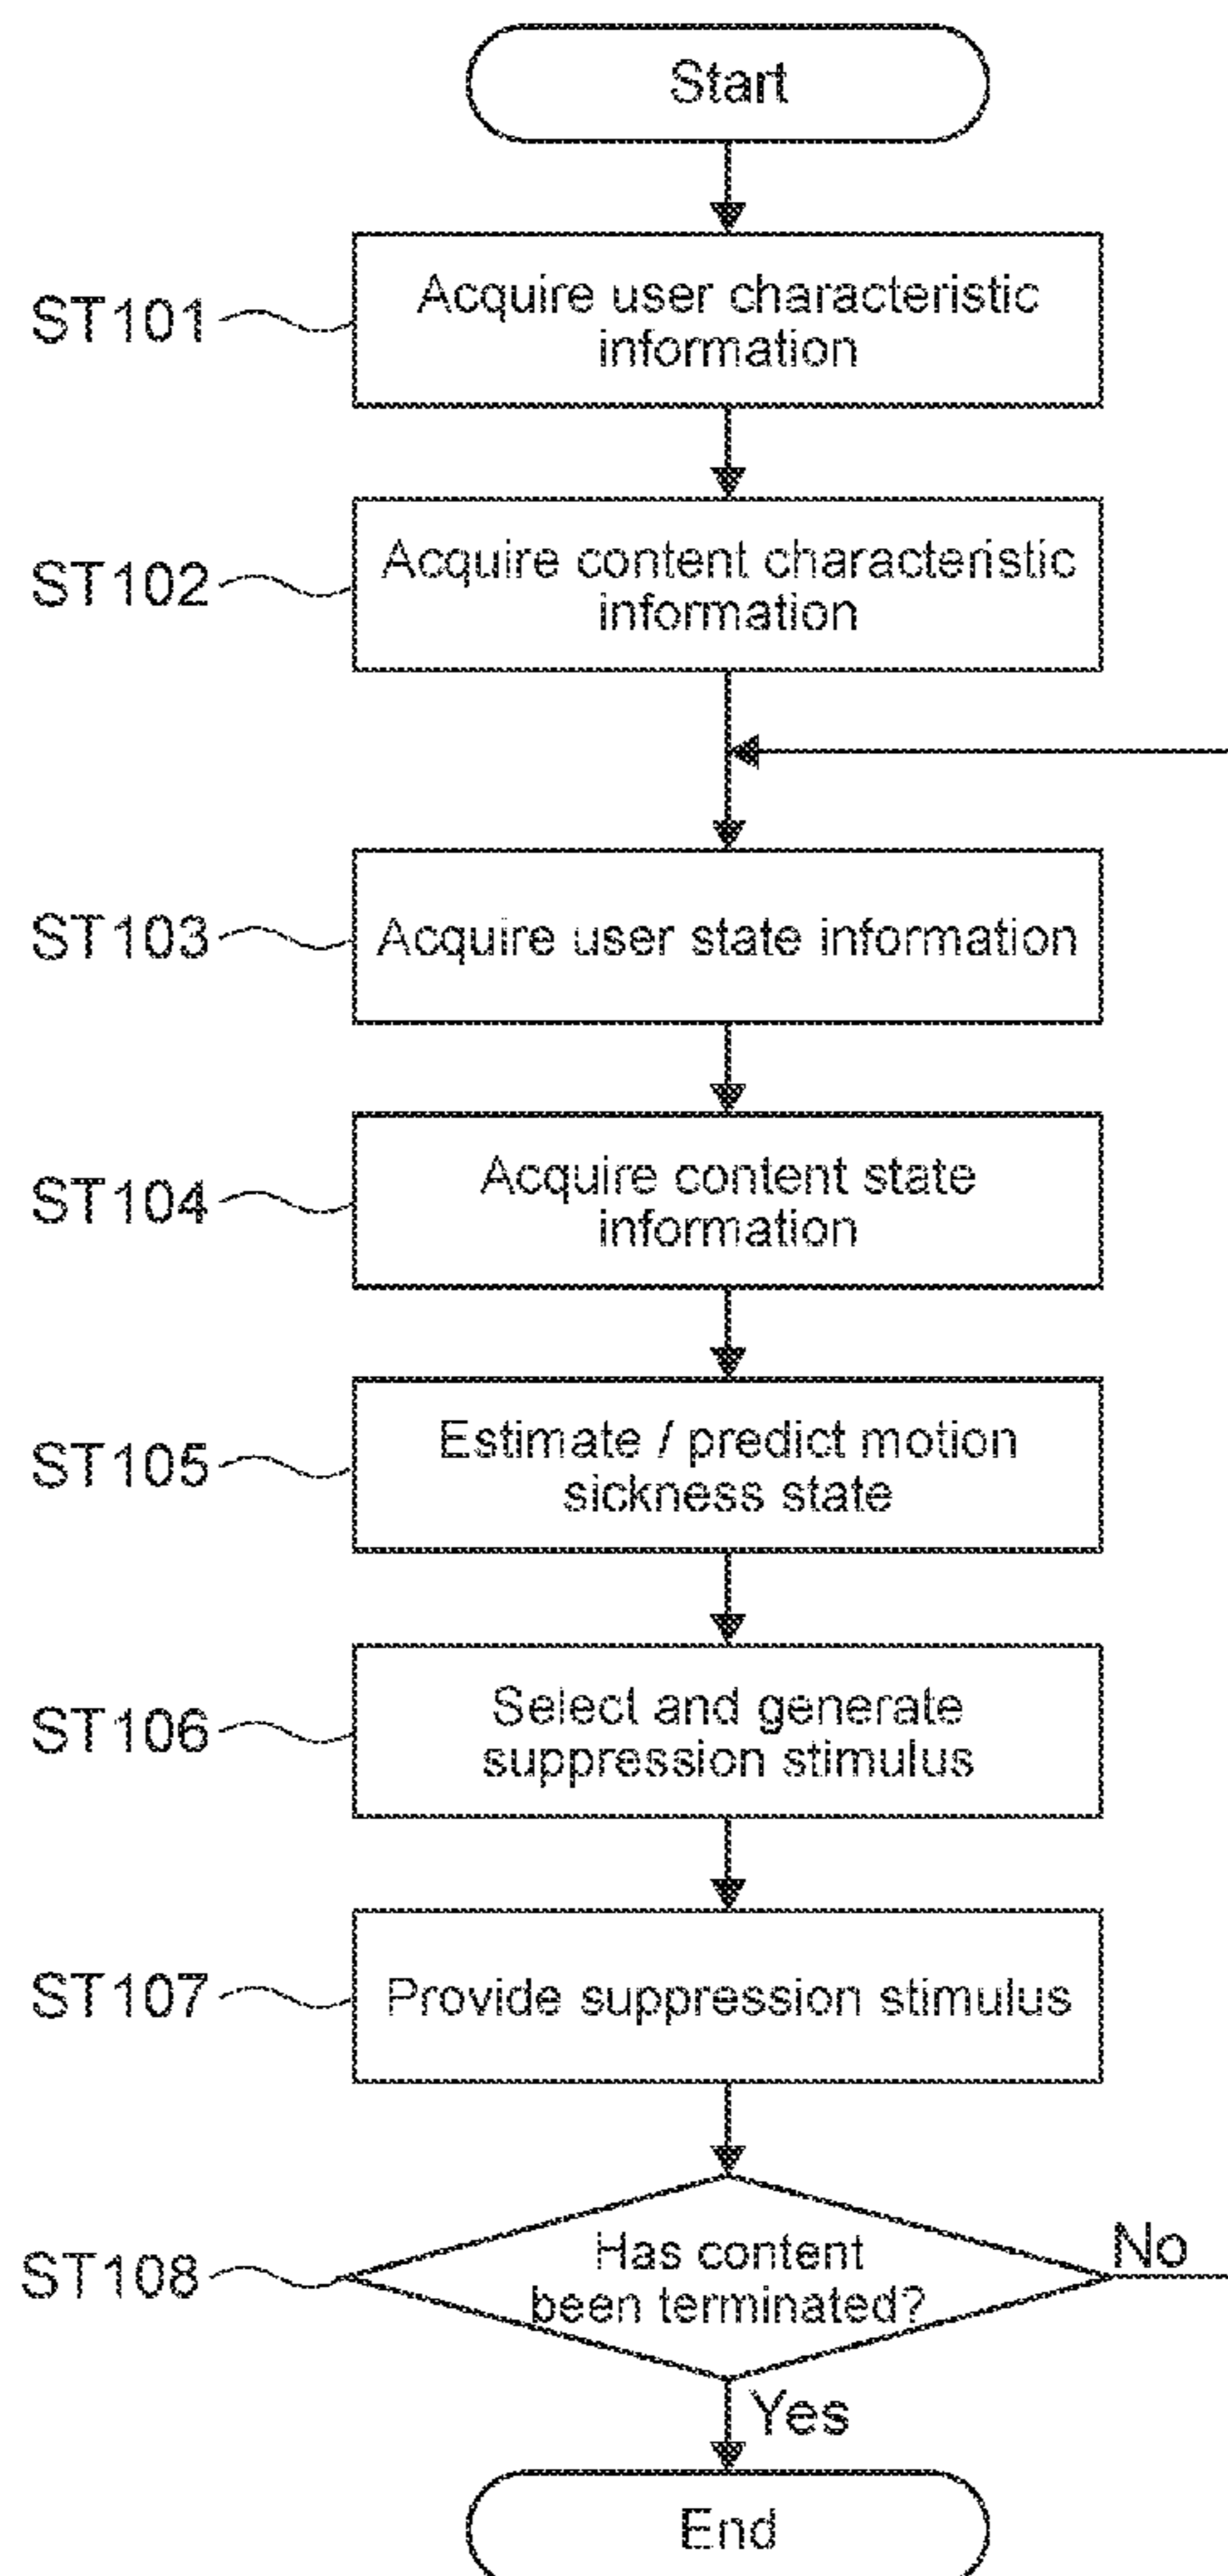 Start
ST101
Acquire user characteristic
information
ST102
Acquire content characteristic
information
ST103
Acquire user state information
ST104
Acquire content state
information
ST105
Estimate / predict motion
sickness state
ST106
Select and generate
suppression stimulus
ST107
Provide suppression stimulus
ST108
Has content
been terminated?
No
Yes
End